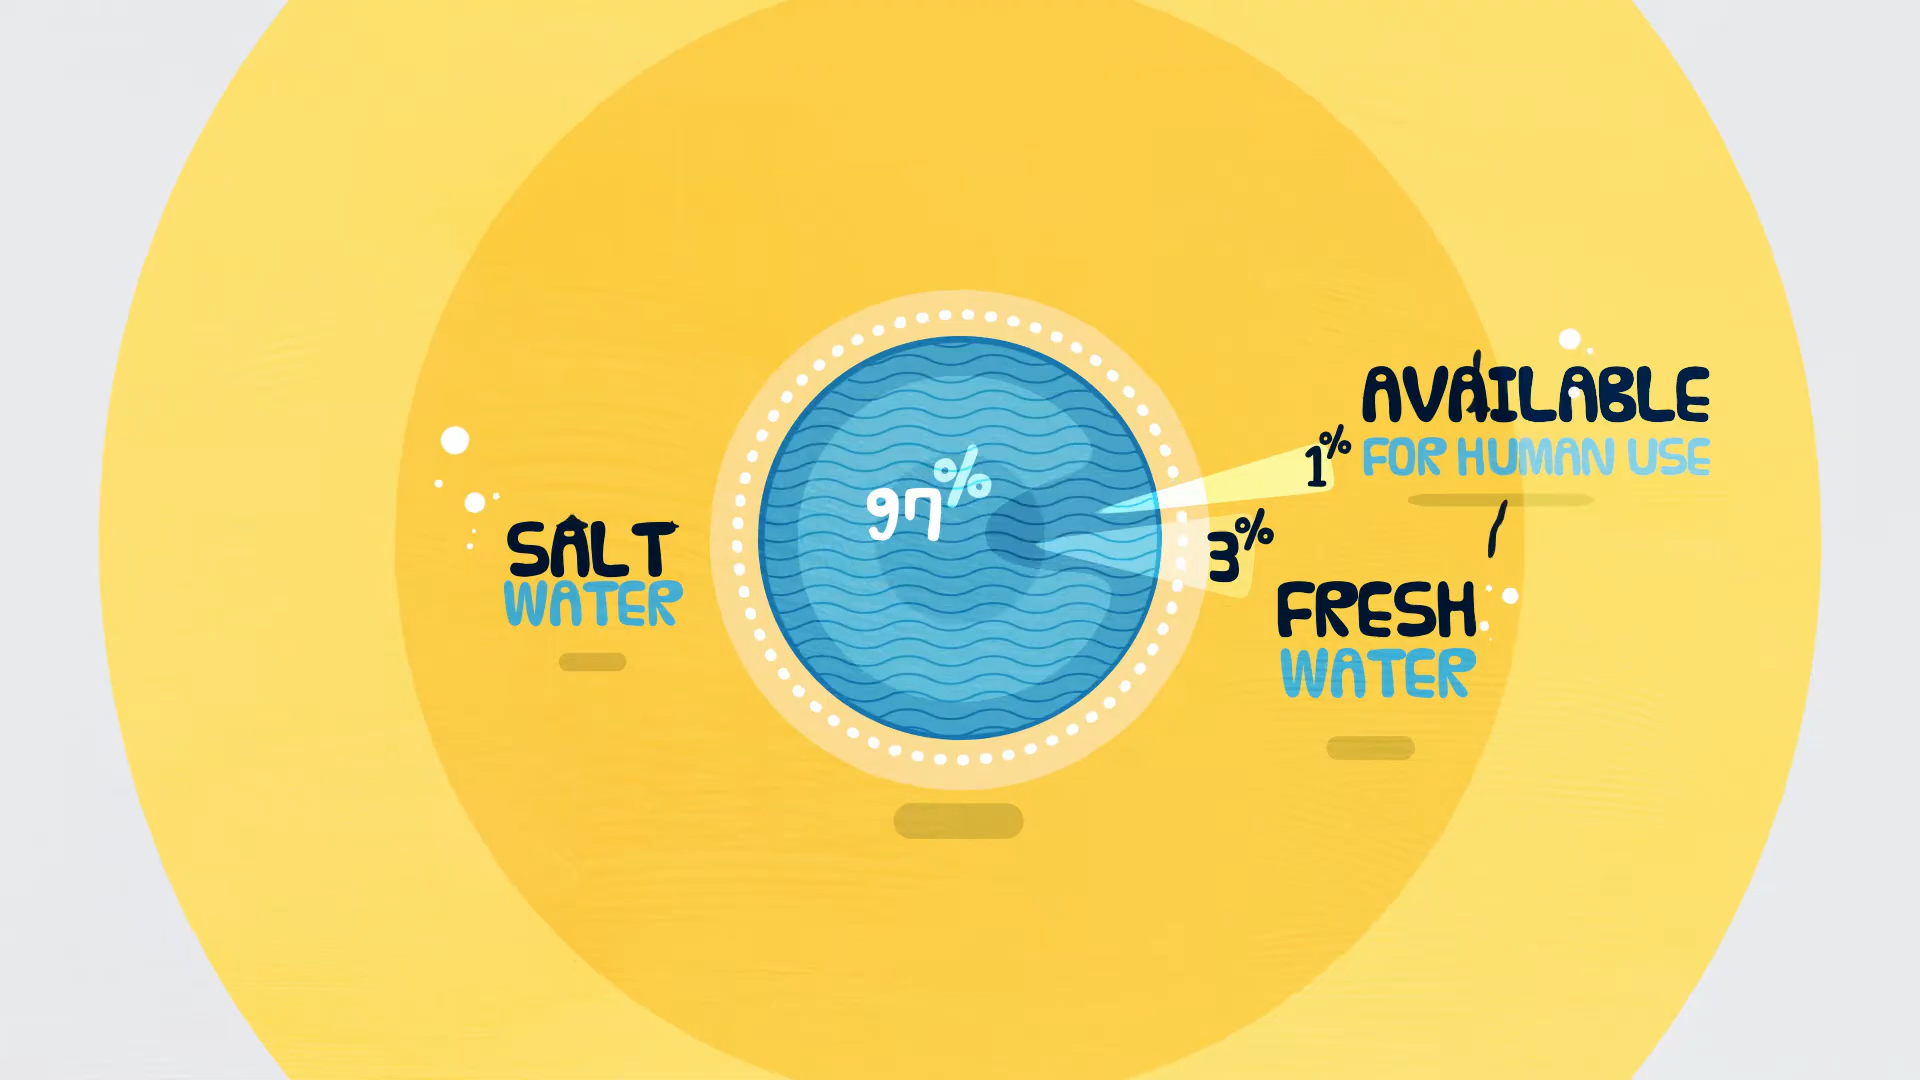 97%
SALT
WATER
1%
AVAILABLE
FOR HUMAN USE
3%
FRESH
WATER